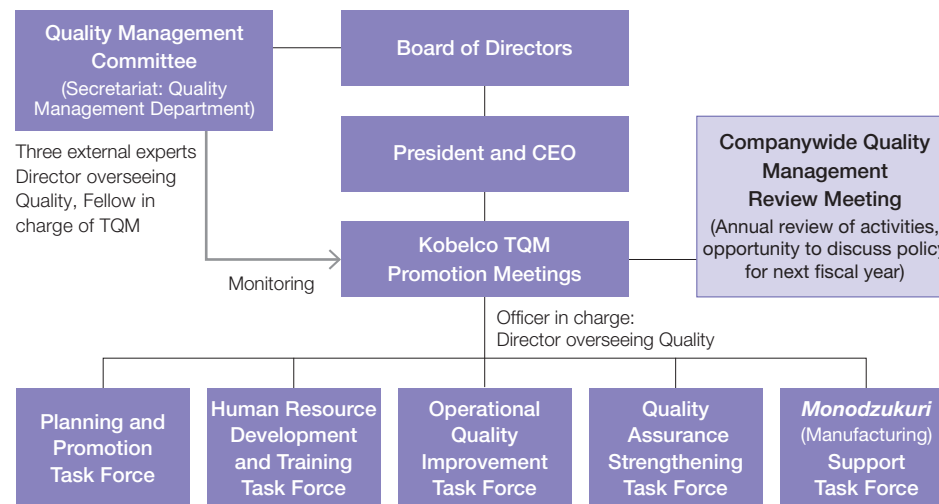 Quality Management
Committee
(Secretariat: Quality
Management Department)
Board of Directors
Three external experts
Director overseeing
Quality, Fellow in
charge of TQM
President and CEO
Companywide Quality
Management
Review Meeting
(Annual review of activities,
opportunity to discuss policy
for next fiscal year)
Monitoring
Kobelco TQM
Promotion Meetings
Officer in charge:
Director overseeing Quality
Planning and
Promotion
Task Force
Human Resource
Development
and Training
Task Force
Operational
Quality
Improvement
Task Force
Quality
Assurance
Strengthening
Task Force
Monodzukuri
(Manufacturing)
Support
Task Force